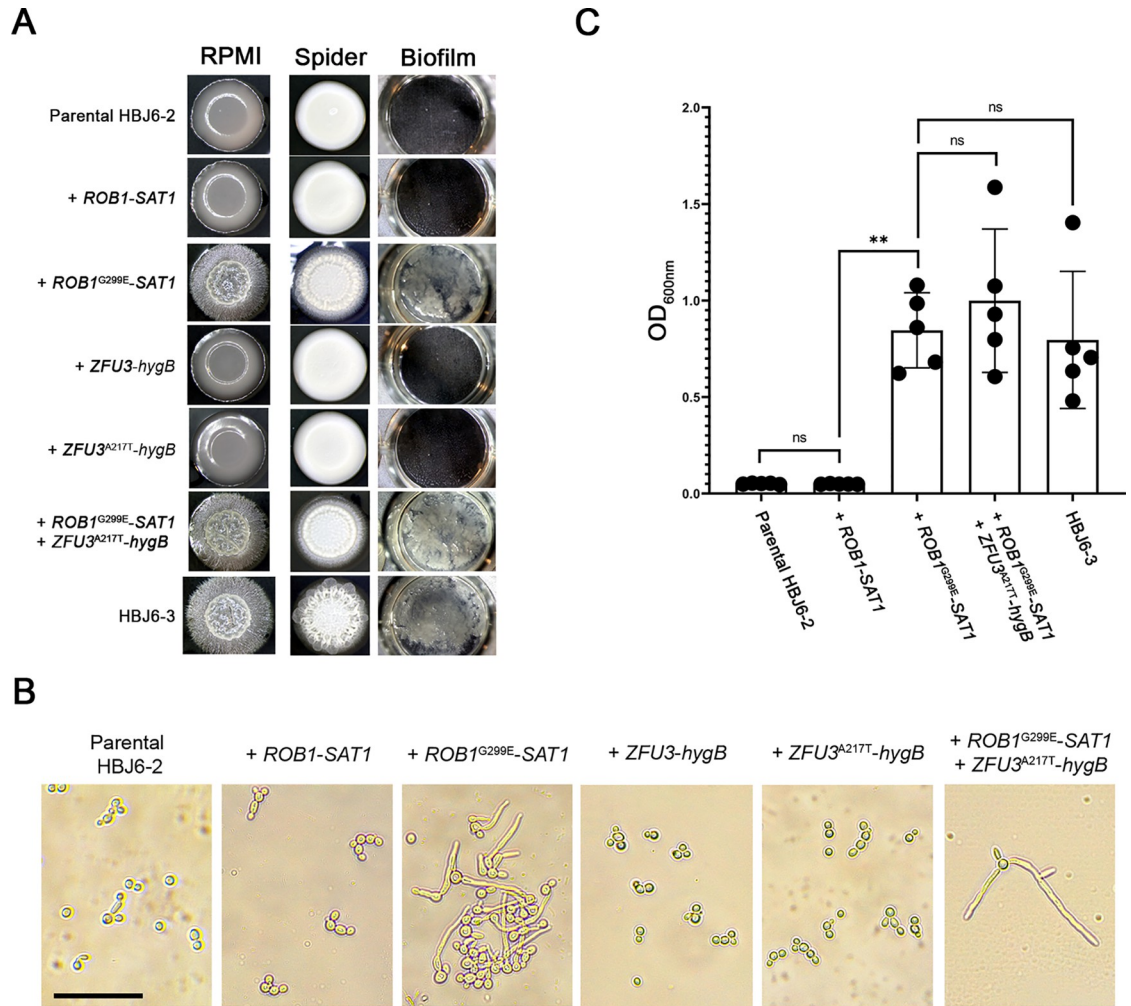 A
RPMI Spider Biofilm
Parental HBJ6-2
+ ROB1-SAT1
+ ROB1G299E-SAT1
+ ZFU3-hygB
+ ZFU3A217T-hygB
+ ROB1G299E-SAT1
+ ZFU3A217T-hygB
HBJ6-3
C
2.0
1.5
1.0
0.5
0.0
OD600nm
ns
ns
**
ns
Parental HBJ6-2
+ ROB1-SAT1
+ ROB1G299E-SAT1
+ ROB1G299E-SAT1
+ ZFU3A217T-hygB
HBJ6-3
B
Parental
HBJ6-2
+ ROB1-SAT1
+ ROB1G299E-SAT1
+ ZFU3-hygB
+ ZFU3A217T-hygB
+ ROB1G299E-SAT1
+ ZFU3A217T-hygB